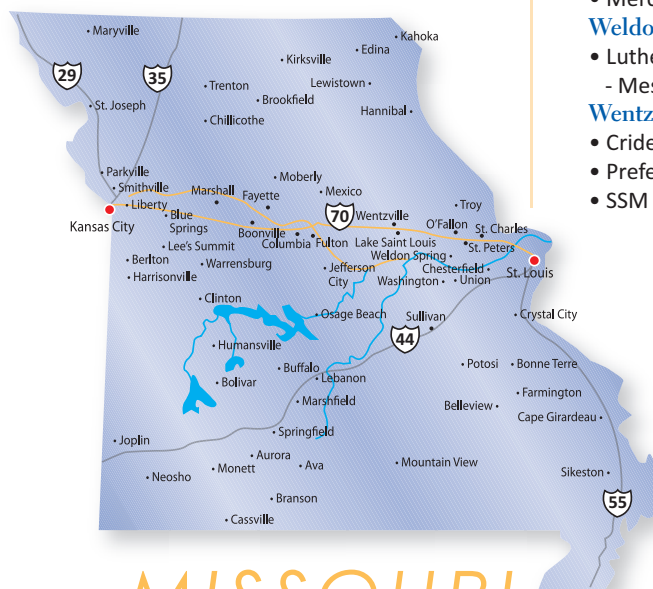 • Merc
Weldo
• Luthe
- Mes
Wentz
• Cride
• Prefe
• SSM
• Maryville
• Kahoka
• Edina
• Kirksville
29
35
• Trenton
Lewistown •
• Brookfield
• St. Joseph
Hannibal •
• Chillicothe
• Parkville
• Moberly
• Smithville
Marshall
Fayette
• Mexico
• Liberty
• Blue
Springs
70
Wentzville
• Troy
O'Fallon
St. Charles
Kansas City
Boonville
Columbia
Fulton
Lake Saint Louis
• St. Peters
• Lee's Summit
Weldon Spring •
• Berlton
• Warrensburg
• Jefferson
City
Chesterfield •
St. Louis
• Harrisonville
Washington •
• Union
• Clinton
• Osage Beach
Sullivan
• Crystal City
44
• Humansville
• Buffalo
• Potosi
• Bonne Terre
• Bolivar
• Lebanon
• Farmington
• Marshfield
Belleview •
Cape Girardeau •
• Springfield
• Joplin
• Aurora
• Neosho
• Monett
• Ava
• Mountain View
Sikeston •
• Branson
55
• Cassville
MISSOURI